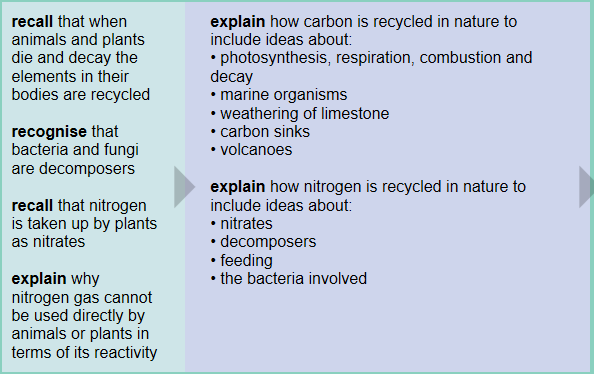 recall that when
animals and plants
die and decay the
elements in their
bodies are recycled
recognise that
bacteria and fungi
are decomposers
recall that nitrogen
is taken up by plants
as nitrates
explain why
nitrogen gas cannot
be used directly by
animals or plants in
terms of its reactivity
explain how carbon is recycled in nature to
include ideas about:
• photosynthesis, respiration, combustion and
decay
• marine organisms
• weathering of limestone
• carbon sinks
• volcanoes
explain how nitrogen is recycled in nature to
include ideas about:
• nitrates
• decomposers
• feeding
• the bacteria involved